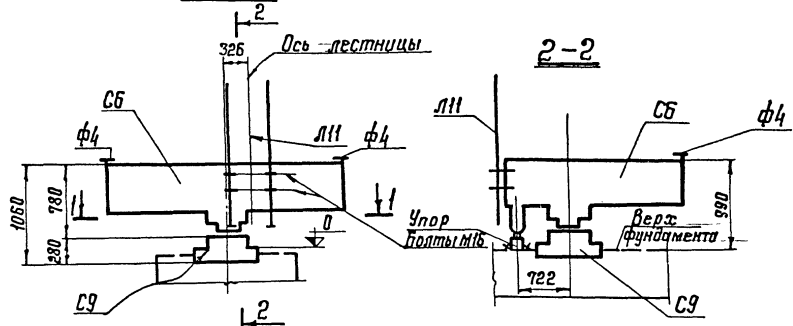 2
326
Ось лестницы
С6
ф4
Л11
ф4
1060
780
280
1
1
0
С9
2
Упор
Болты М16
2-2
Л11
С6
ф4
990
Верх
фундамента
722
С9